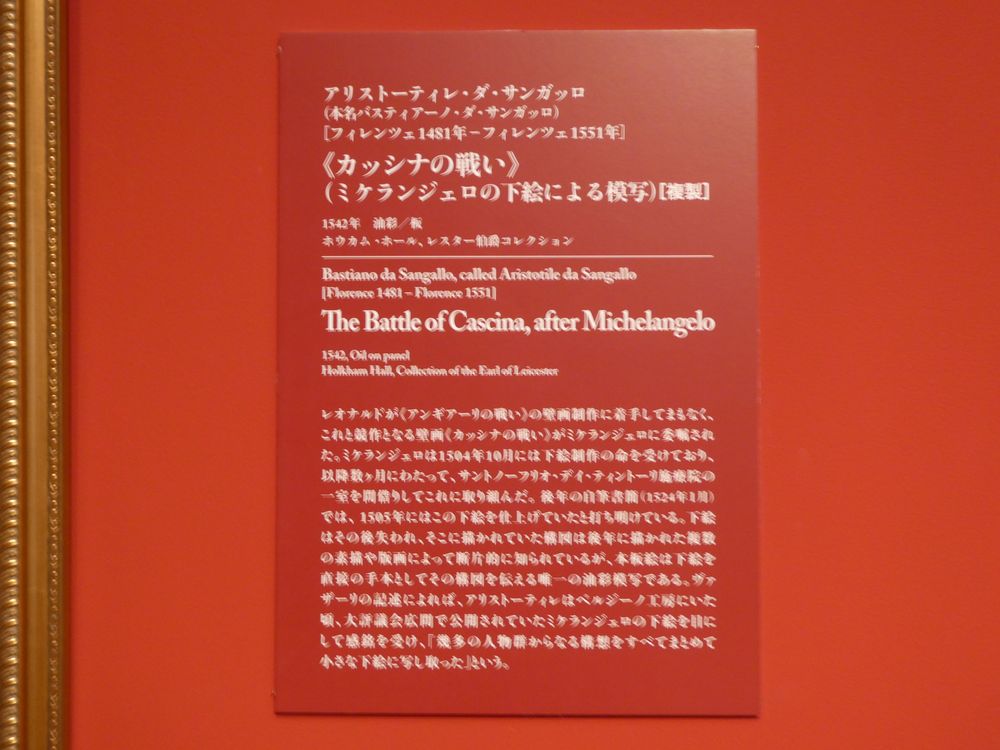 アリストーティレ・ダ・サンガッロ
(本名バスティアーノ・ダ・サンガッロ)
[フィレンツェ1481年－フィレンツェ1551年]
《カッシナの戦い》
(ミケランジェロの下絵による模写)[複製]
1542年　油彩／板
ホウカム・ホール、レスター伯爵コレクション
Bastiano da Sangallo, called Aristotile da Sangallo
[Florence 1481 – Florence 1551]
The Battle of Cascina, after Michelangelo
1542, Oil on panel
Holkham Hall, Collection of the Earl of Leicester
レオナルドが《アンギアーリの戦い》の壁画制作に着手してまもなく、
これと競作となる壁画《カッシナの戦い》がミケランジェロに委嘱され
た。ミケランジェロは1504年10月には下絵制作の命を受けており、
以降数ヶ月にわたって、サントノーフリオ・デイ・ティントーリ施療院の
一室を間借りしてこれに取り組んだ。後年の自筆書簡(1524年1月)
では、1505年にはこの下絵を仕上げていたと打ち明けている。下絵
はその後失われ、そこに描かれていた構図は後年に描かれた複数
の素描や版画によって断片的に知られているが、本板絵は下絵を
直接の手本としてその構図を伝える唯一の油彩模写である。ヴァ
ザーリの記述によれば、アリストーティレはペルジーノ工房にいた
頃、大評議会広間で公開されていたミケランジェロの下絵を目に
して感銘を受け、『幾多の人物群からなる構想をすべてまとめて
小さな下絵に写し取った』という。